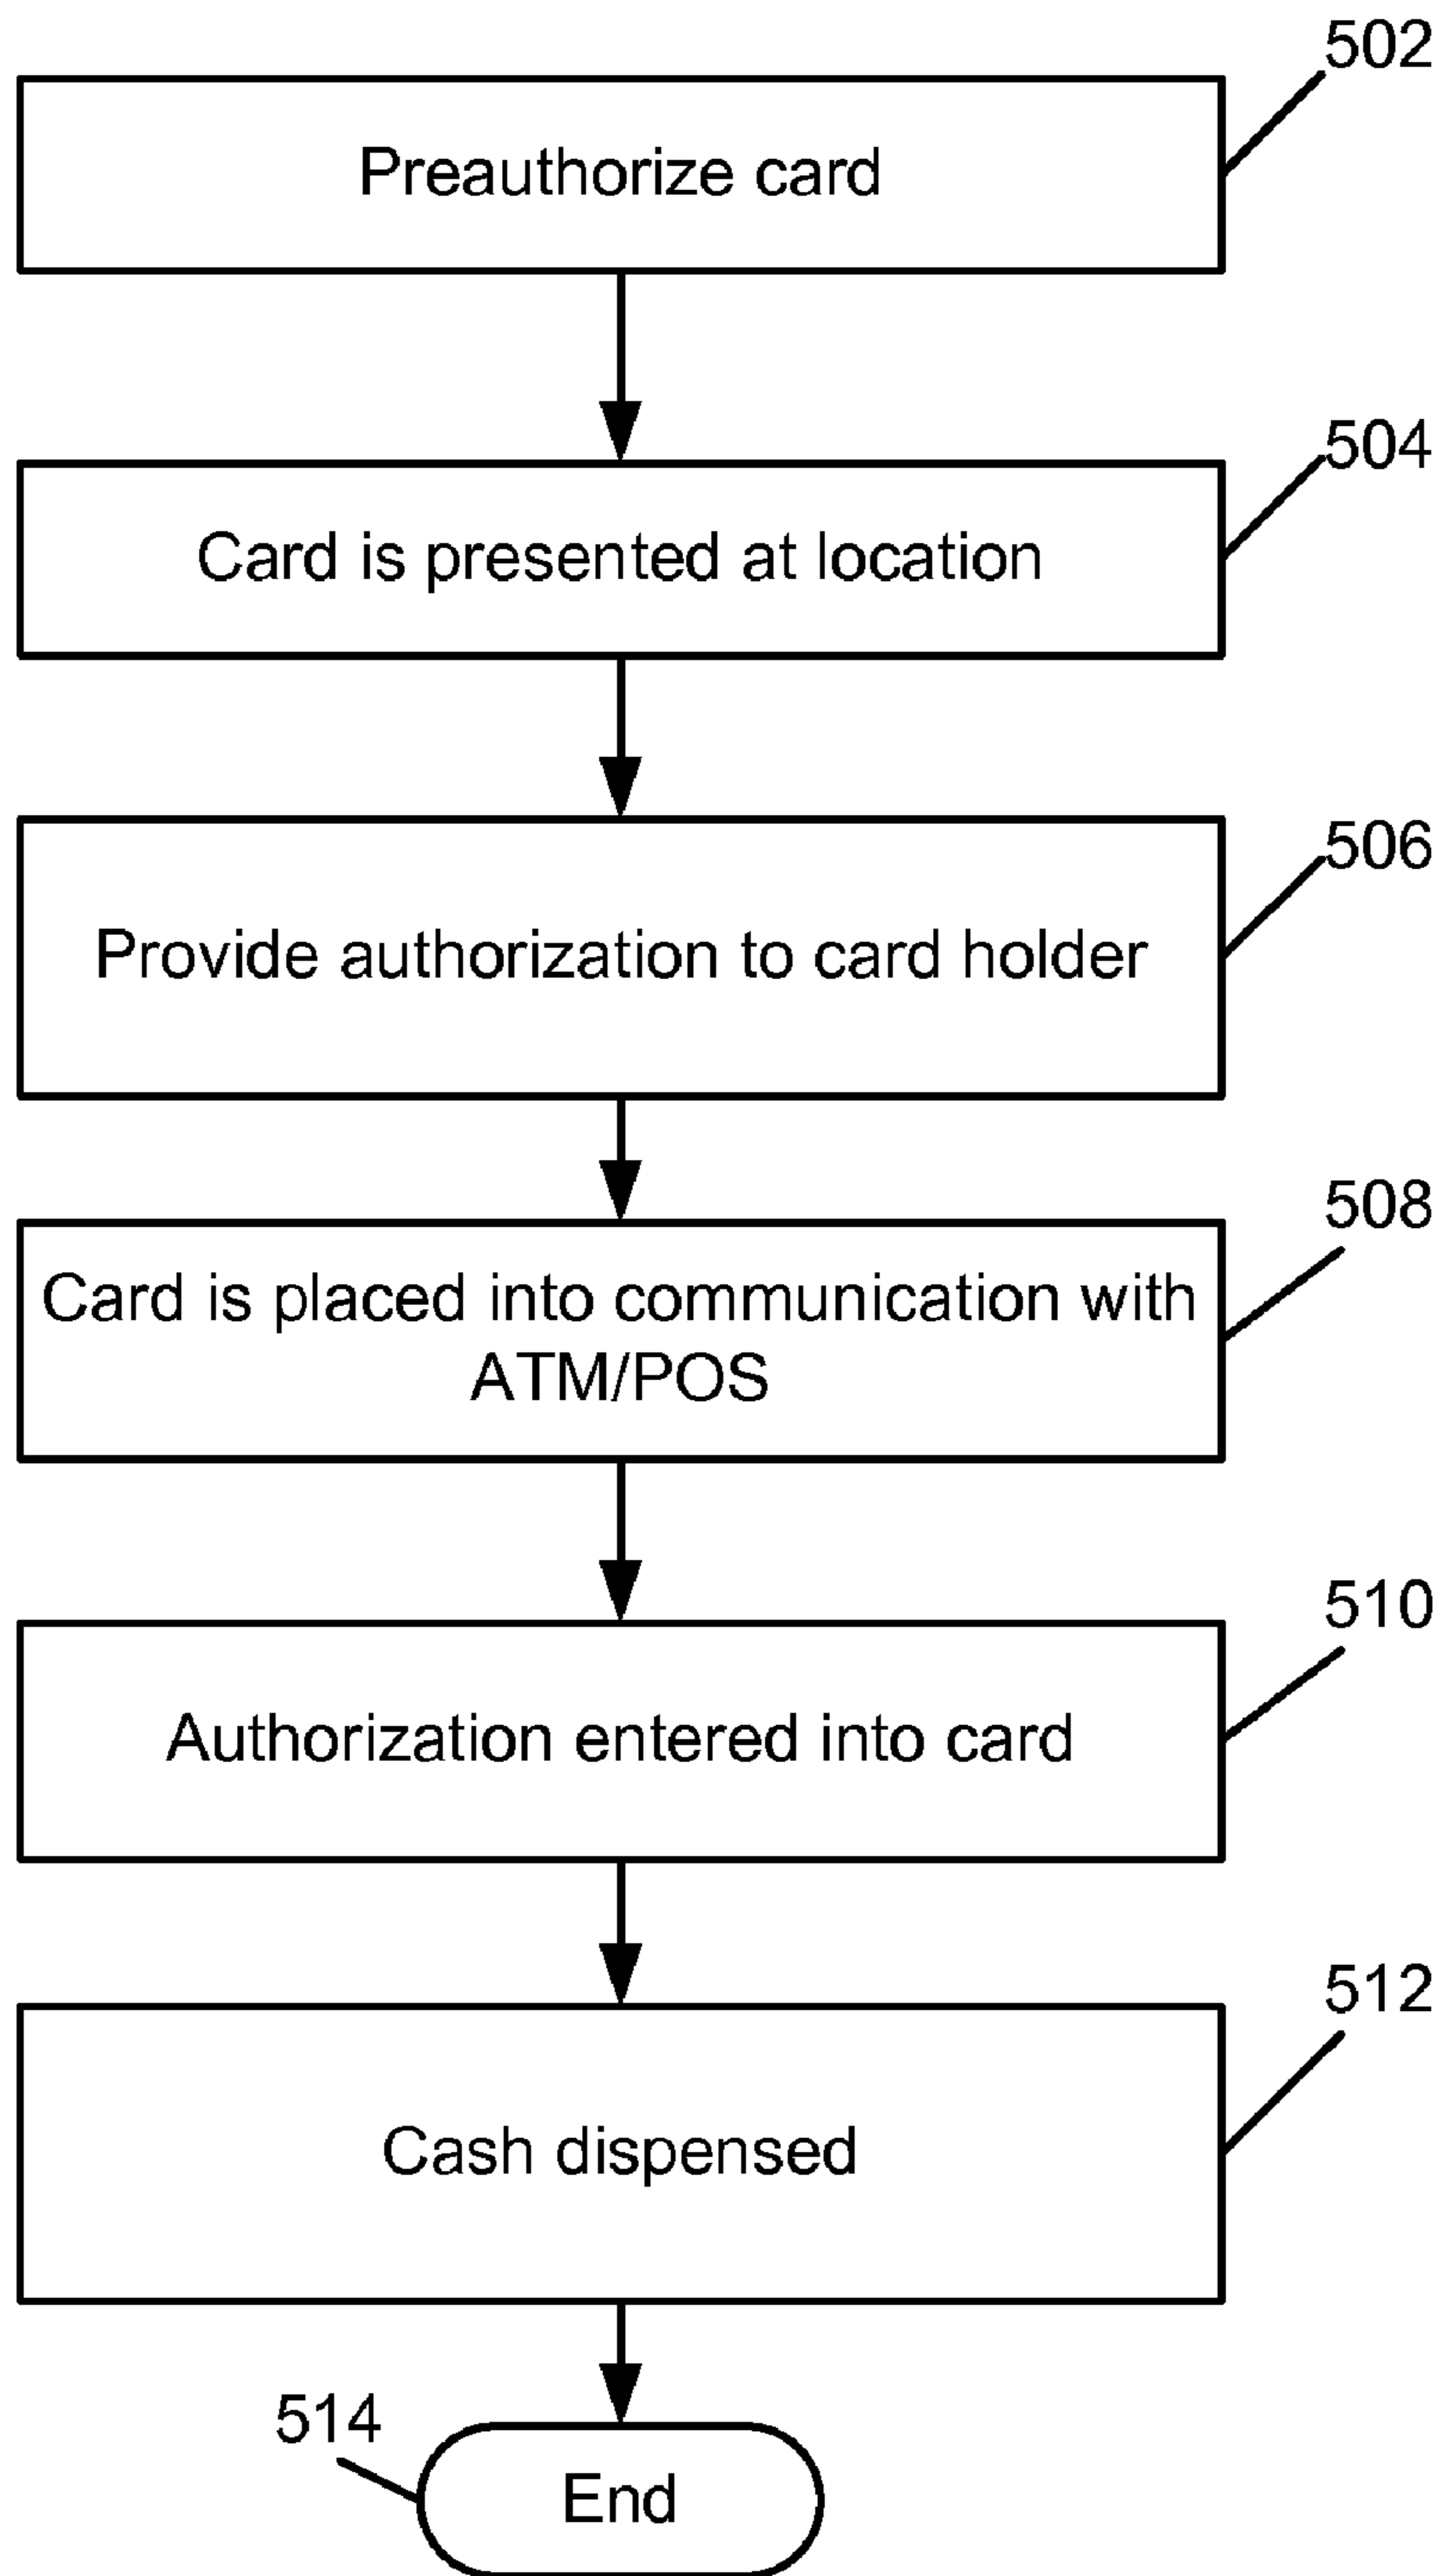 502
Preauthorize card
504
Card is presented at location
506
Provide authorization to card holder
508
Card is placed into communication with
ATM/POS
510
Authorization entered into card
512
Cash dispensed
514
End